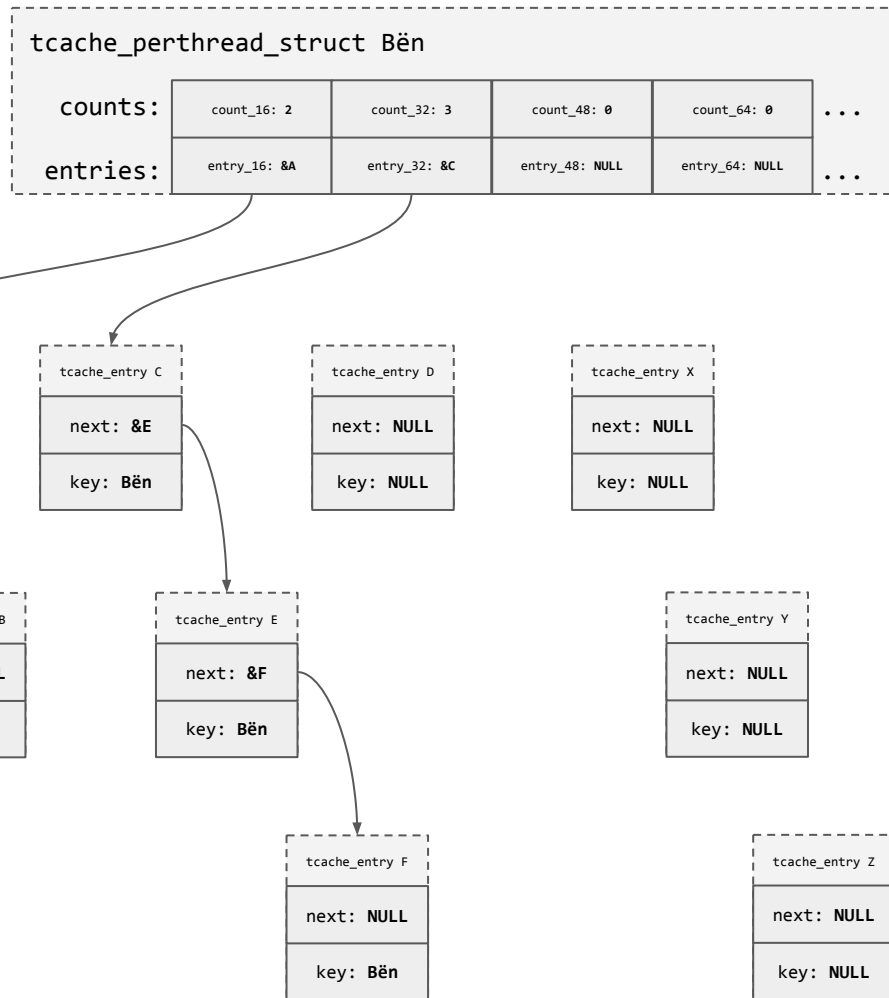 tcache_perthread_struct Bën
counts: count_16: 2 count_32: 3 count_48: 0 count_64: 0 ...
entries: entry_16: &A entry_32: &C entry_48: NULL entry_64: NULL ...
tcache_entry C tcache_entry D tcache_entry X
next: &E next: NULL next: NULL
key: Bën key: NULL key: NULL
B tcache_entry E tcache_entry Y
next: &F next: NULL
key: Bën key: NULL
tcache_entry F tcache_entry Z
next: NULL next: NULL
key: Bën key: NULL